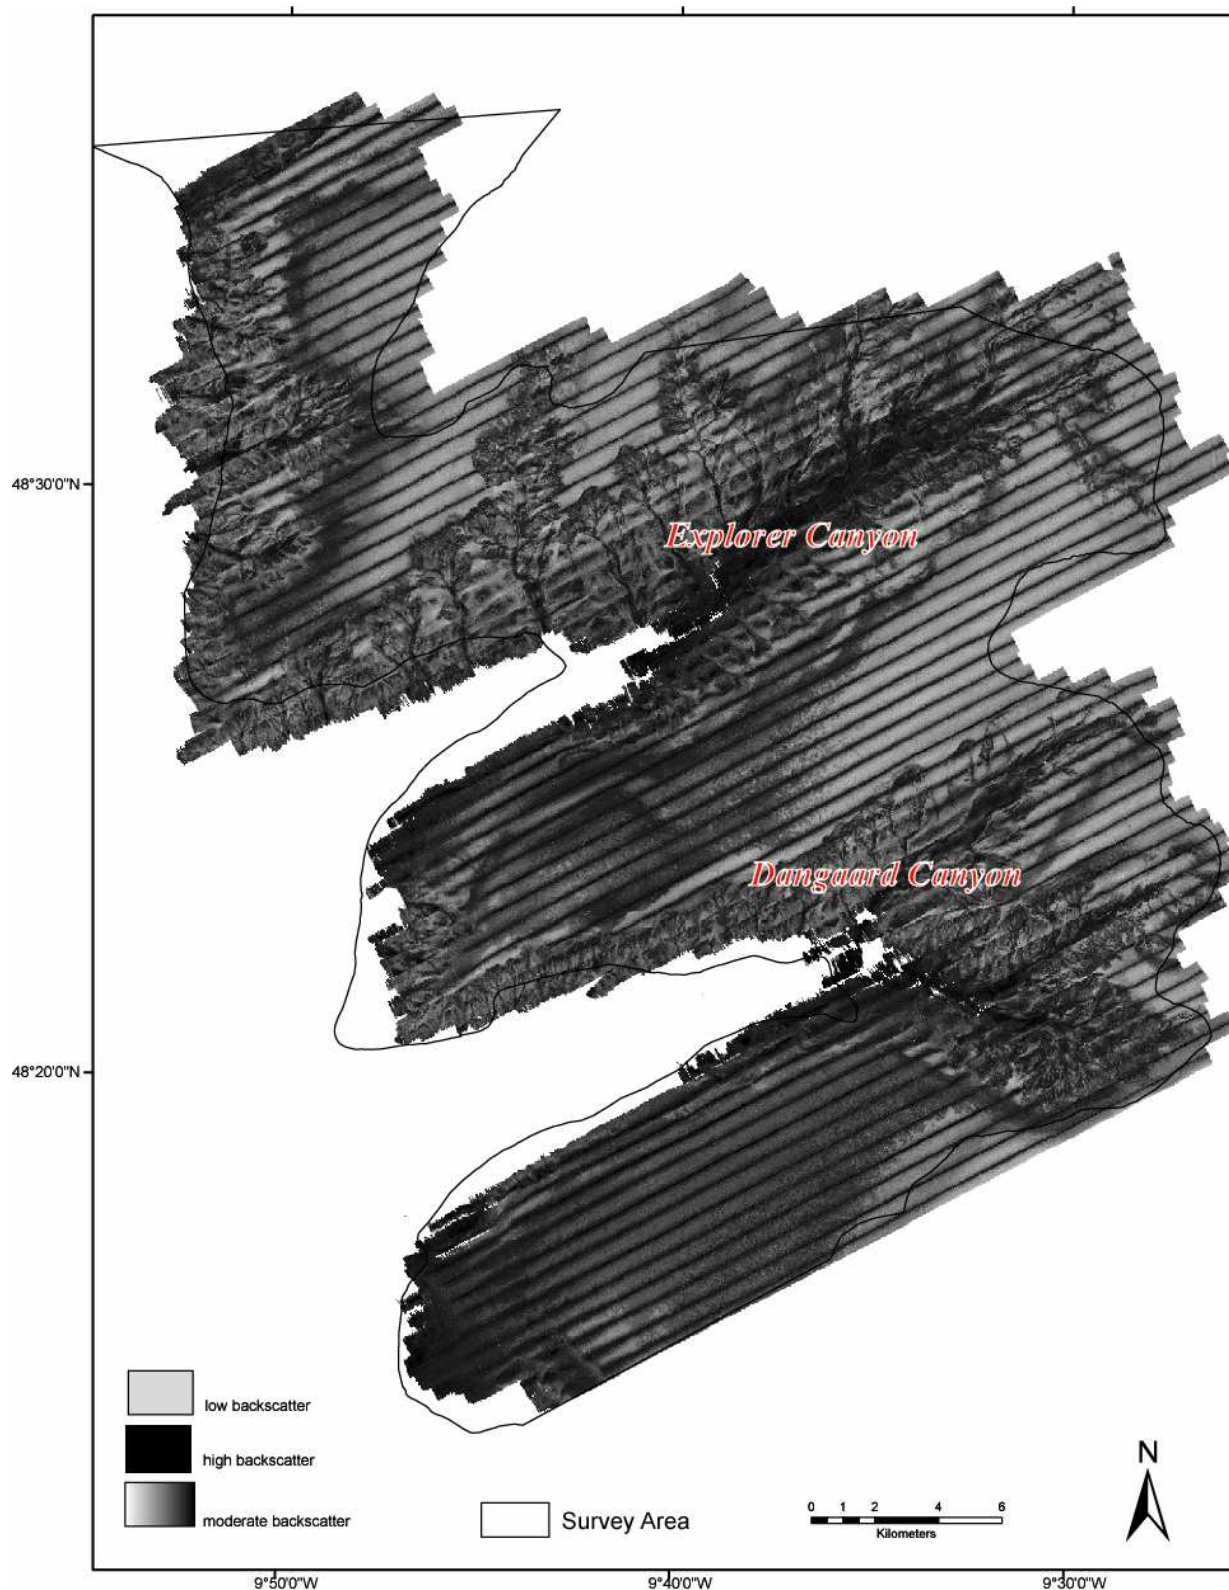 48°30'0"N
Explorer Canyon
Dangaard Canyon
48°20'0"N
low backscatter
high backscatter
moderate backscatter
Survey Area
0 1 2 4 6
Kilometers
N
9°50'0"W 9°40'0"W 9°30'0"W